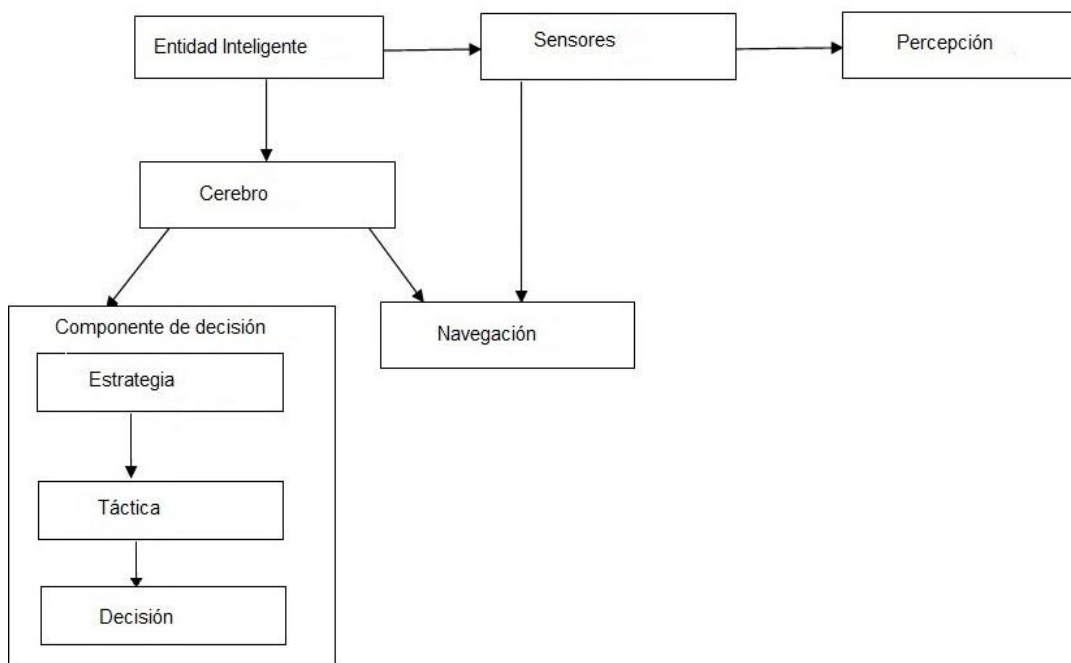 Entidad Inteligente
Sensores
Percepción
Cerebro
Navegación
Componente de decisión
Estrategia
Táctica
Decisión